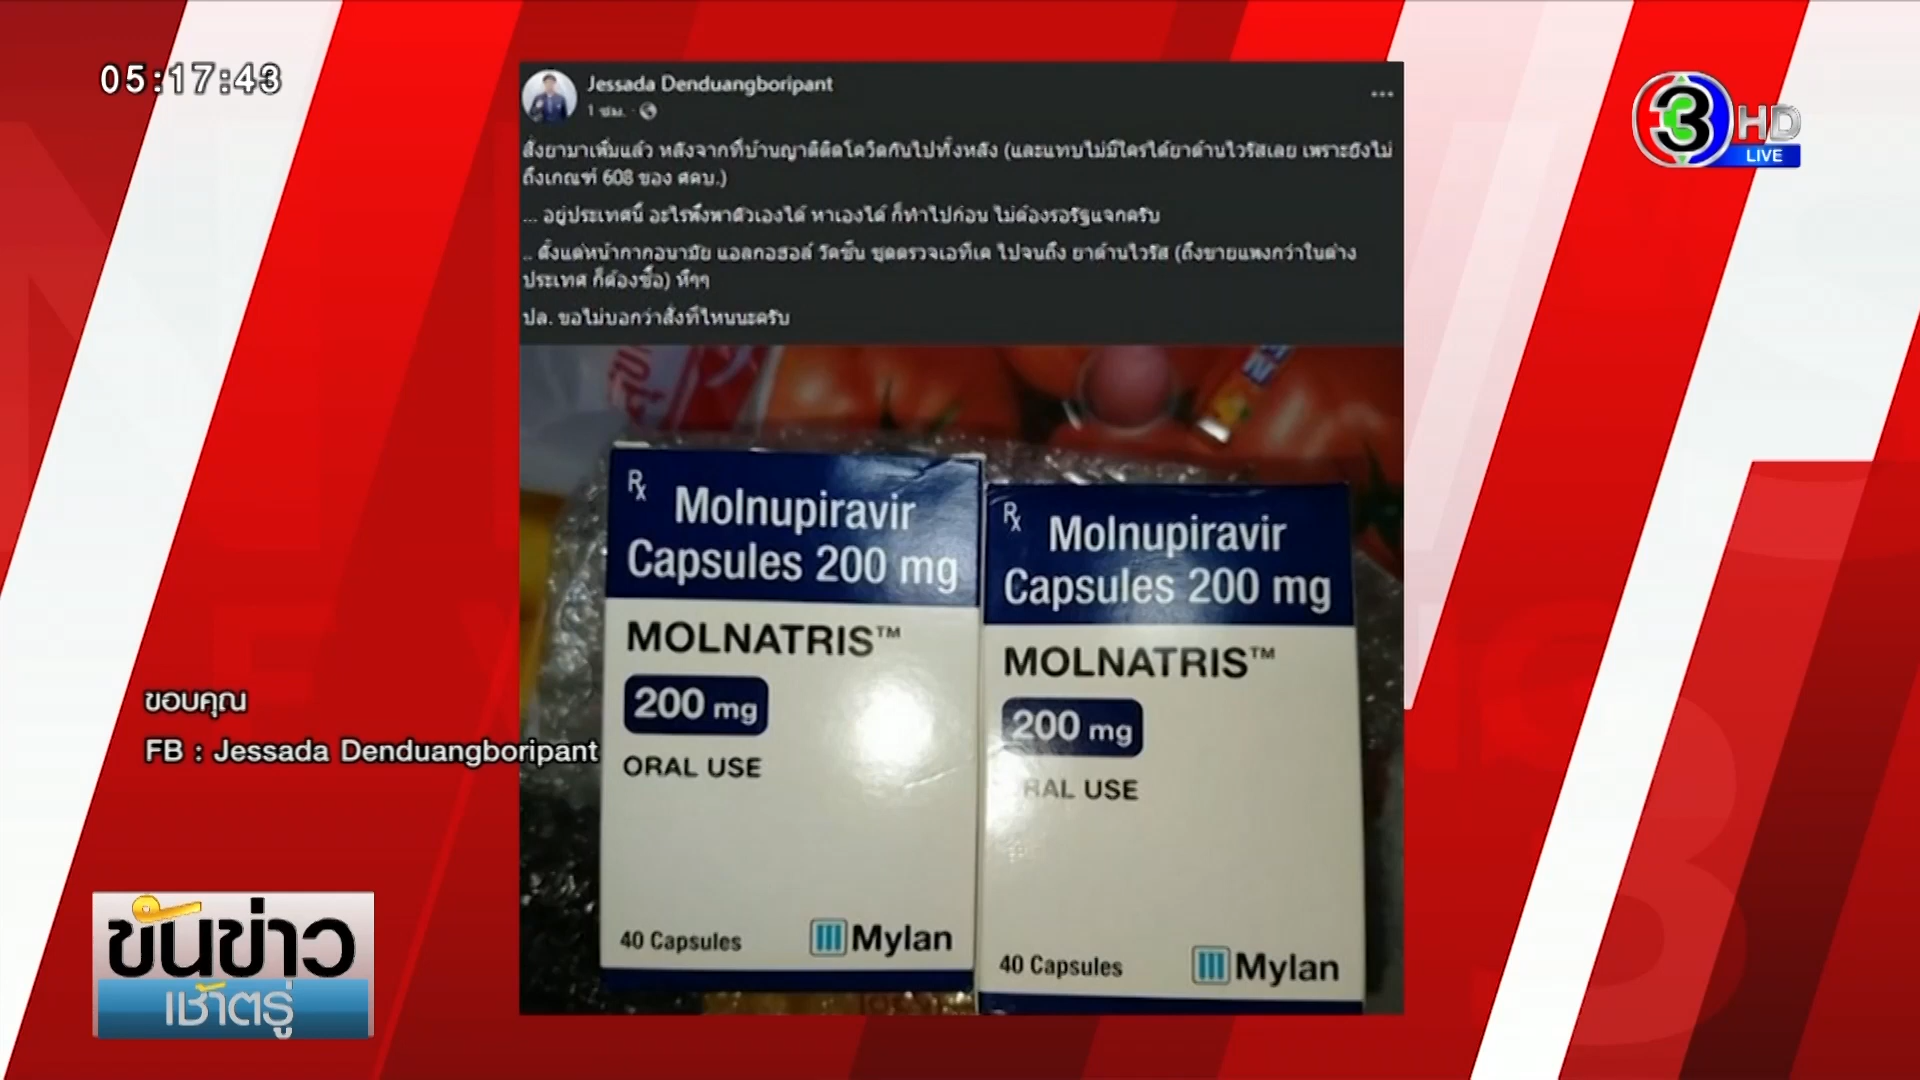 05:17:43
3 HD
LIVE
Jessada Denduangboripant
1 ชม.
สั่งยามาเพิ่มแล้ว หลังจากที่บ้านญาติติดโควิดกันไปทั้งหลัง (และแทบไม่มีใครได้ยาต้านไวรัสเลย เพราะยังไม่
ถึงเกณฑ์ 608 ของ ศคบ.)
... อยู่ประเทศนี้ อะไรพึ่งพาตัวเองได้ หาเองได้ ก็ทำไปก่อน ไม่ต้องรอรัฐแจกครับ
.. ตั้งแต่หน้ากากอนามัย แอลกอฮอล์ วัคซีน ชุดตรวจเอทีเค ไปจนถึง ยาต้านไวรัส (ถึงขายแพงกว่าในต่าง
ประเทศ ก็ต้องซื้อ) หึๆๆ
ปล. ขอไม่บอกว่าสั่งที่ไหนนะครับ
Rx Molnupiravir
Capsules 200 mg
MOLNATRIS™
200 mg
ORAL USE
40 Capsules
Mylan
Rx Molnupiravir
Capsules 200 mg
MOLNATRIS™
200 mg
ORAL USE
40 Capsules
Mylan
ขอบคุณ
FB : Jessada Denduangboripant
ขันข่าว
เช้าตรู่